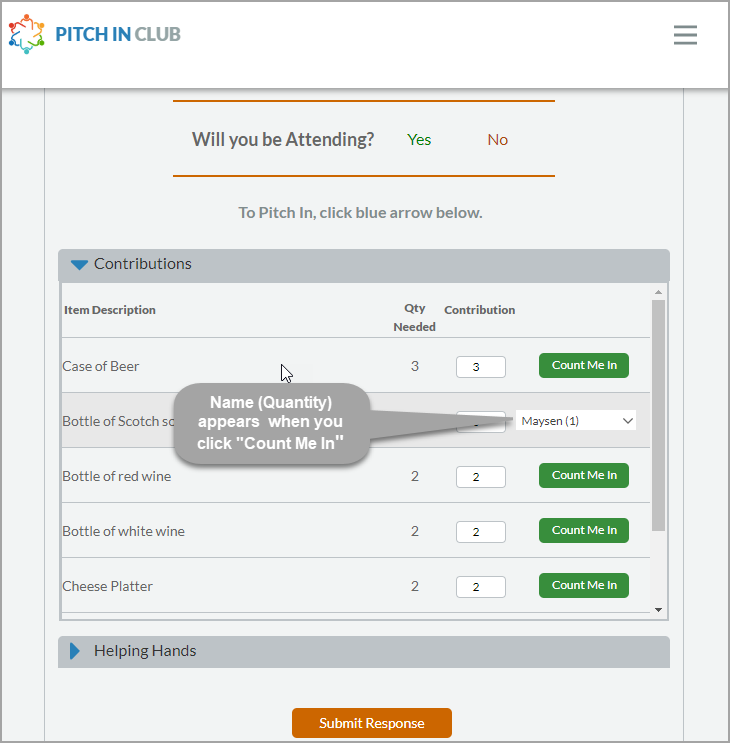 PITCH IN CLUB
Will you be Attending? Yes No
To Pitch In, click blue arrow below.
Contributions
Item Description Qty Needed Contribution
Case of Beer 3 3 Count Me In
Name (Quantity)
appears when you
click "Count Me In"
Bottle of Scotch Maysen (1)
Bottle of red wine 2 2 Count Me In
Bottle of white wine 2 2 Count Me In
Cheese Platter 2 2 Count Me In
Helping Hands
Submit Response